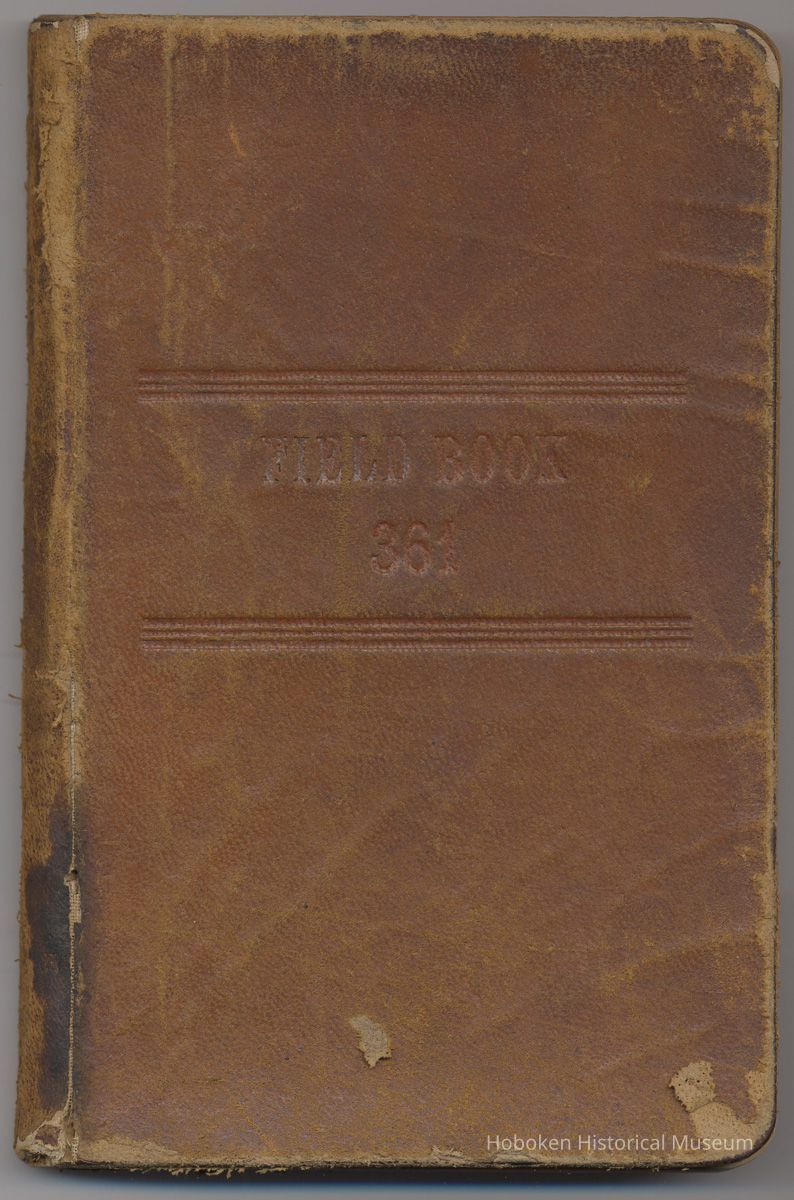 FIELD BOOK
361
Hoboken Historical Museum